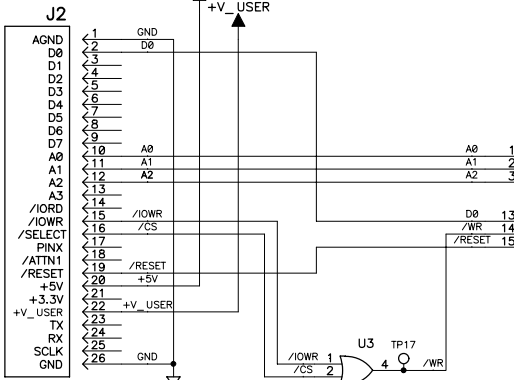 +V_USER
J2
AGND 1 GND
D0 2 D0
D1 3
D2 4
D3 5
D4 6
D5 7
D6 8
D7 9
A0 10 A0 A0 1
A1 11 A1 A1 2
A2 12 A2 A2 3
A3 13
/IORD 14
/IOWR 15 /IOWR D0 13
/SELECT 16 /CS /WR 14
PINX 17 /RESET 15
/ATTN1 18
/RESET 19 /RESET
+5V 20 +5V
+3.3V 21
+V_USER 22 +V_USER
TX 23
RX 24
SCLK 25
GND 26 GND
U3 TP17
/IOWR 1
/CS 2
4 /WR